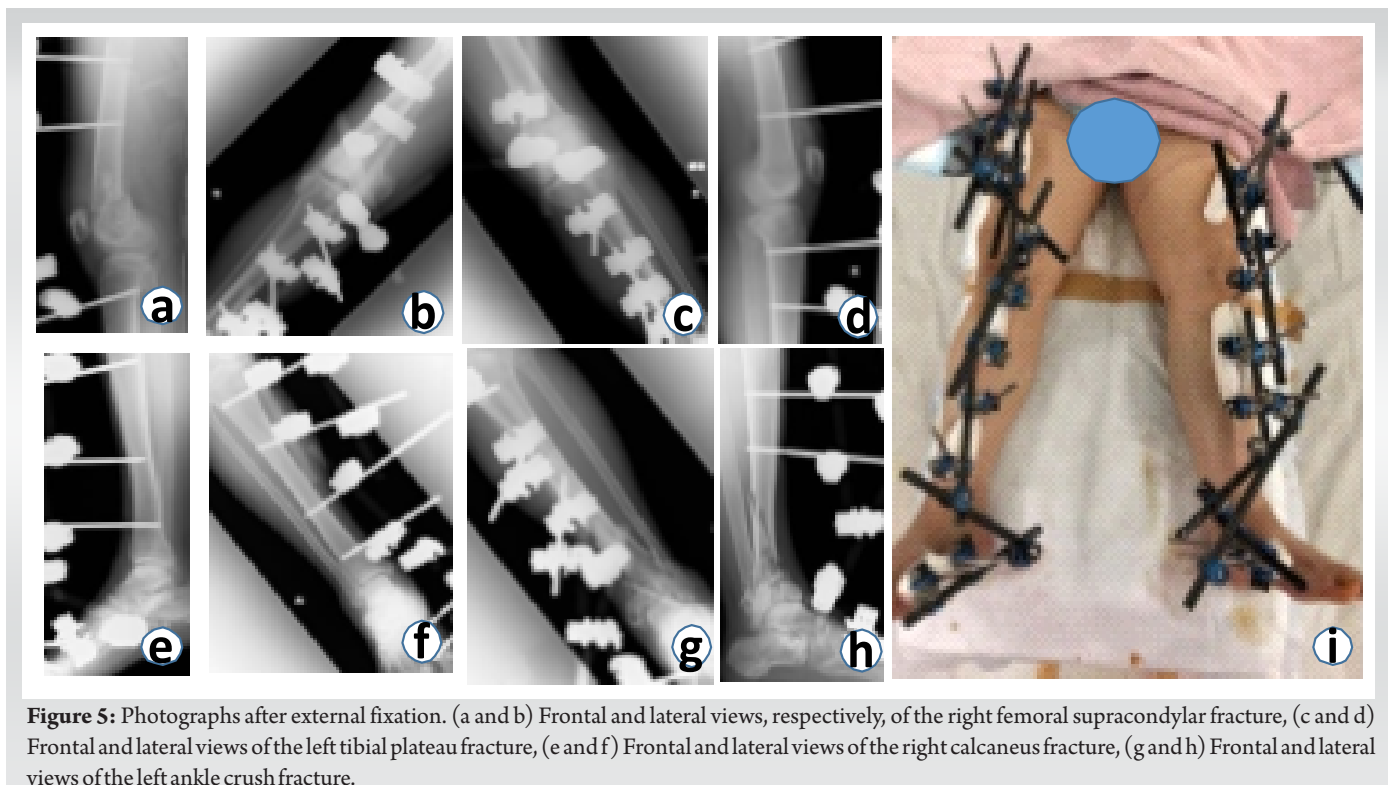 a
b
c
d
e
f
g
h
i
Figure 5: Photographs after external fixation. (a and b) Frontal and lateral views, respectively, of the right femoral supracondylar fracture, (c and d)
Frontal and lateral views of the left tibial plateau fracture, (e and f) Frontal and lateral views of the right calcaneus fracture, (g and h) Frontal and lateral
views of the left ankle crush fracture.